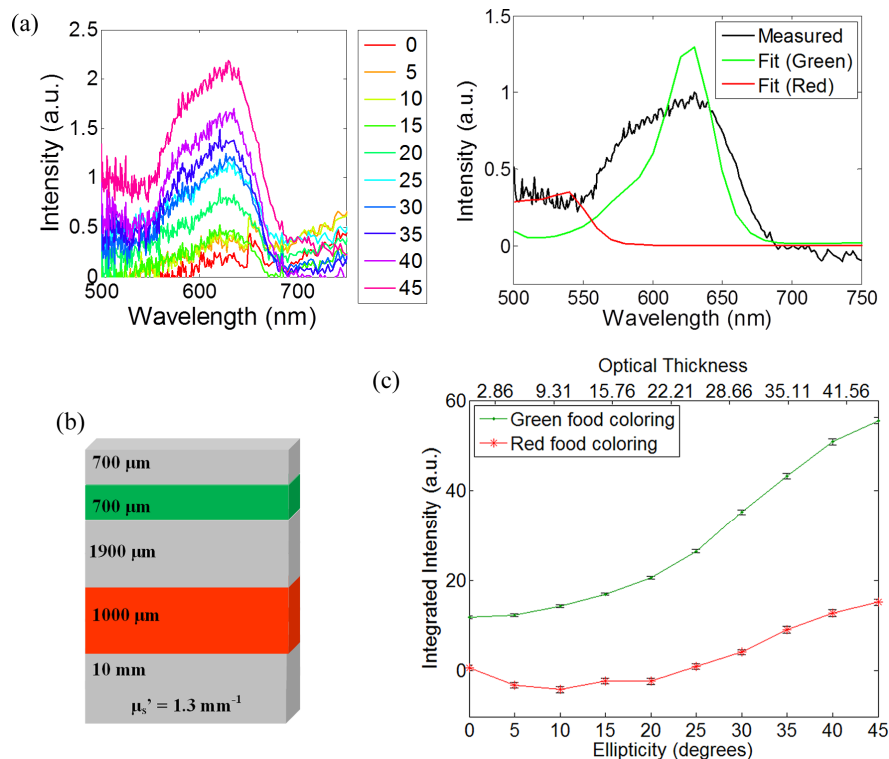 (a)
2.5
2
1.5
1
0.5
0
500 600 700
Intensity (a.u.)
Wavelength (nm)
0
5
10
15
20
25
30
35
40
45
1.5
1
0.5
0
500 550 600 650 700 750
Intensity (a.u.)
Wavelength (nm)
Measured
Fit (Green)
Fit (Red)
(b)
700 μm
700 μm
1900 μm
1000 μm
10 mm
μs' = 1.3 mm-1
(c)
Optical Thickness
2.86 9.31 15.76 22.21 28.66 35.11 41.56
60
40
20
0
Integrated Intensity (a.u.)
Green food coloring
Red food coloring
0 5 10 15 20 25 30 35 40 45
Ellipticity (degrees)